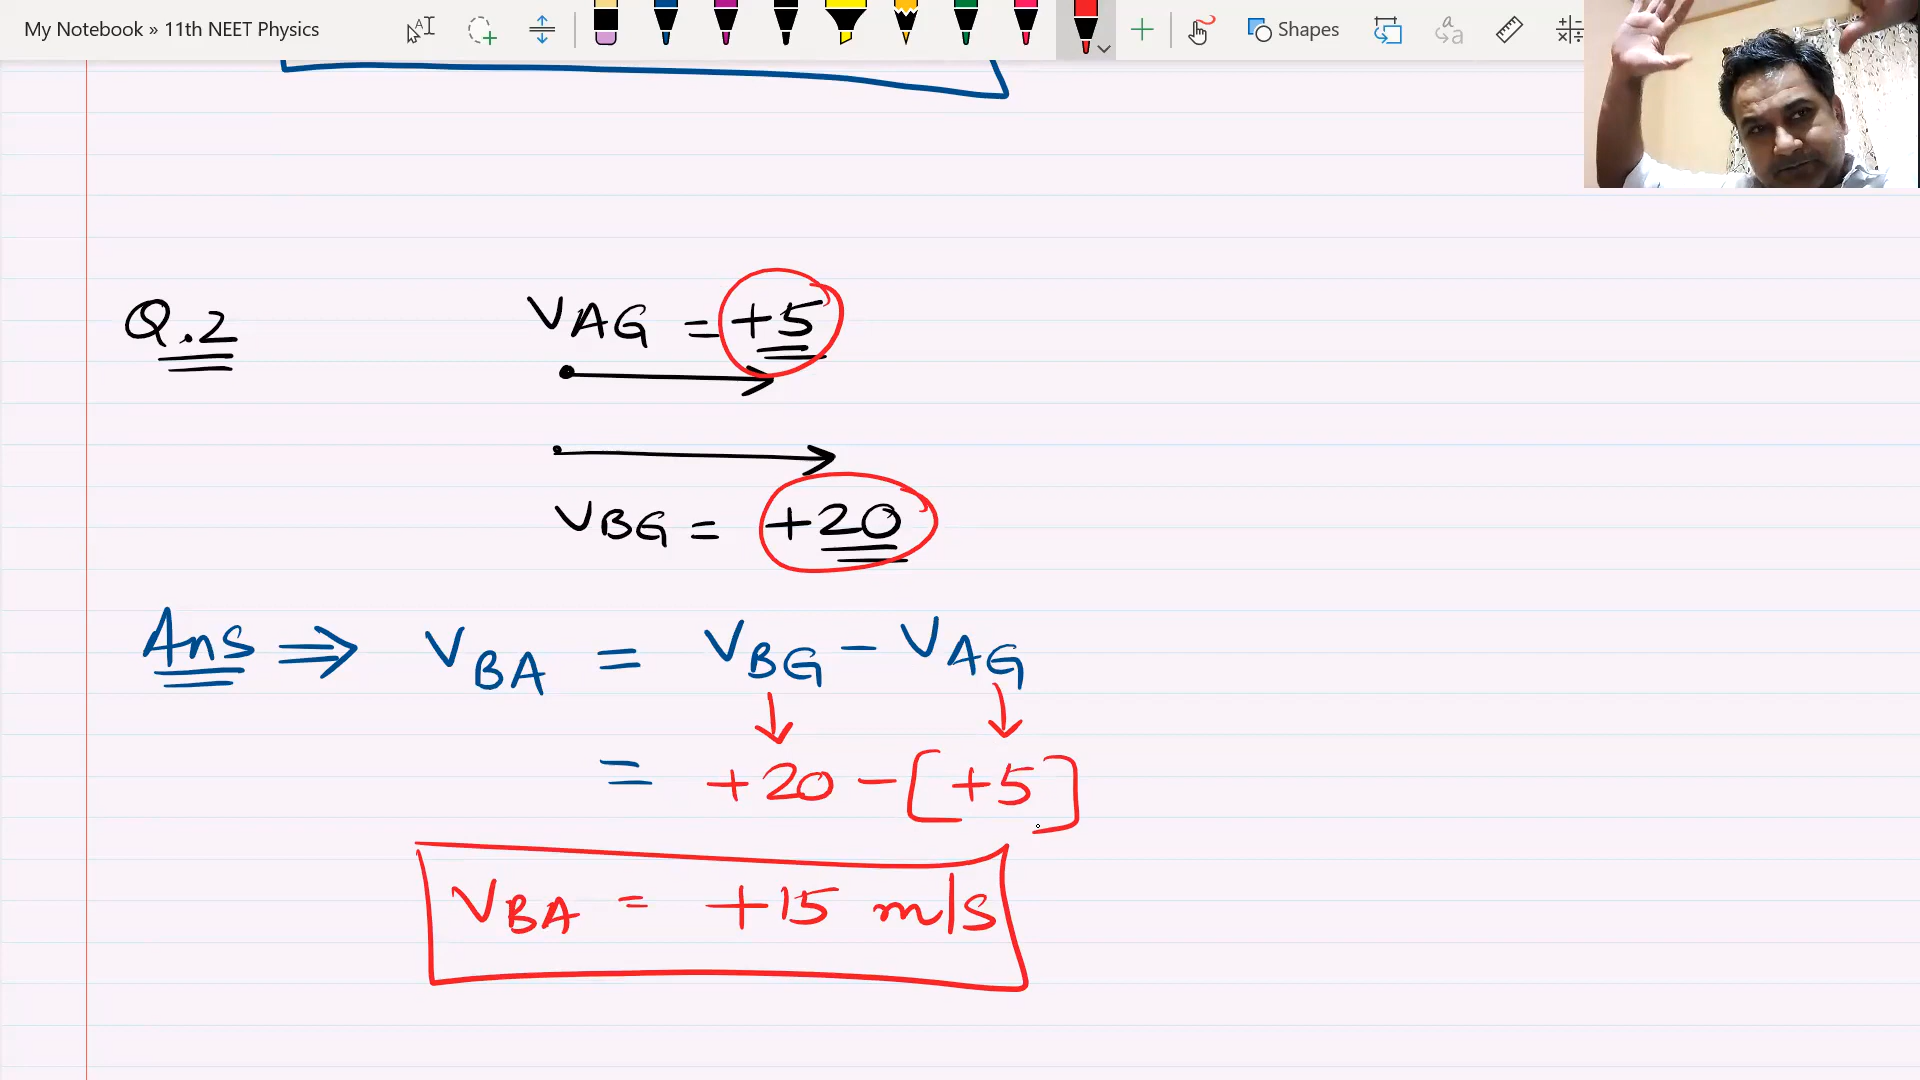 My Notebook » 11th NEET Physics
Shapes
Q.2
VAG = +5
VBG = +20
Ans ⇒ VBA = VBG - VAG
= +20 - [+5]
VBA = +15 m/s